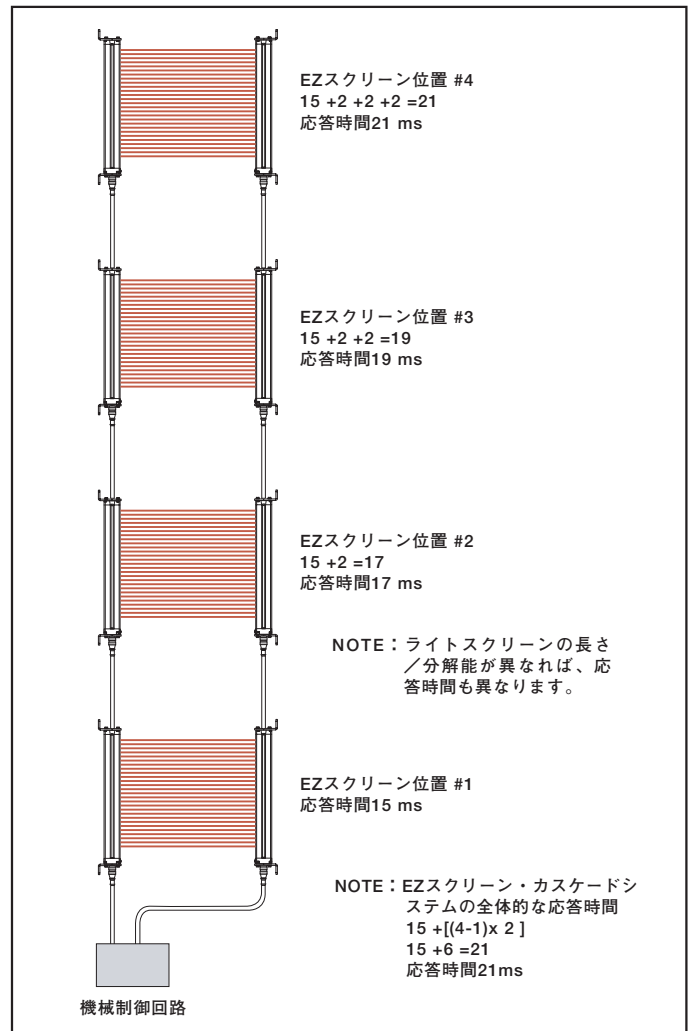 EZスクリーン位置 #4
15 +2 +2 +2 =21
応答時間21 ms
EZスクリーン位置 #3
15 +2 +2 =19
応答時間19 ms
EZスクリーン位置 #2
15 +2 =17
応答時間17 ms
NOTE：ライトスクリーンの長さ
／分解能が異なれば、応
答時間も異なります。
EZスクリーン位置 #1
応答時間15 ms
NOTE：EZスクリーン・カスケードシ
ステムの全体的な応答時間
15 +[(4-1)x 2 ]
15 +6 =21
応答時間21ms
機械制御回路